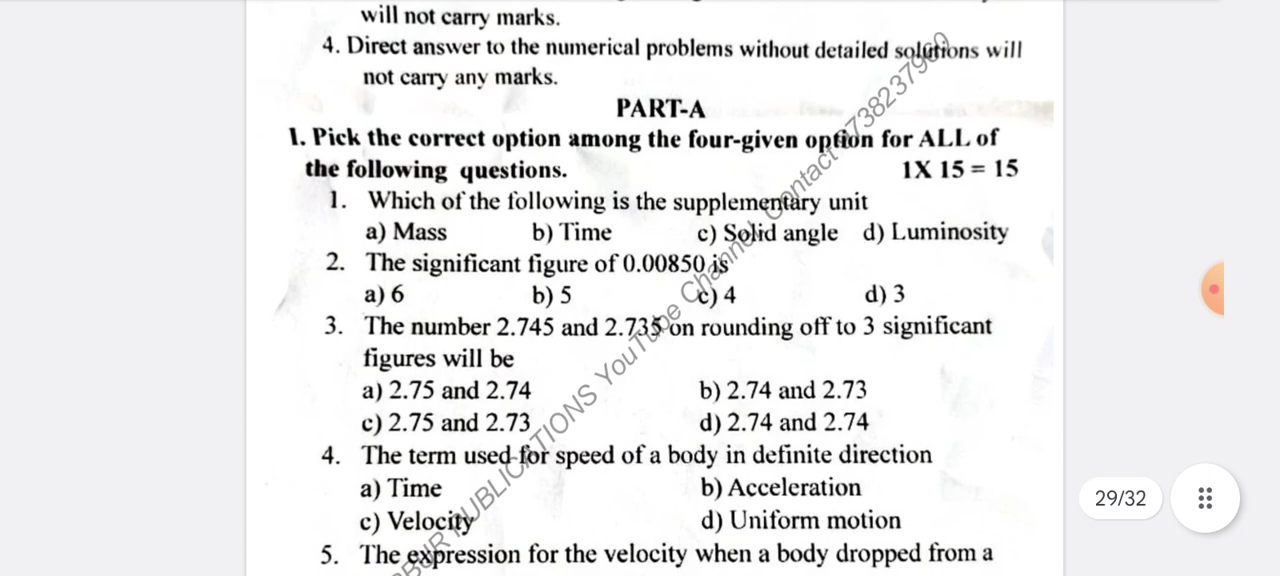 will not carry marks.
4. Direct answer to the numerical problems without detailed solutions will
not carry any marks.
PART-A
I. Pick the correct option among the four-given option for ALL of
the following questions. 1X 15 = 15
1. Which of the following is the supplementary unit
a) Mass b) Time c) Solid angle d) Luminosity
2. The significant figure of 0.00850 is
a) 6 b) 5 c) 4 d) 3
3. The number 2.745 and 2.735 on rounding off to 3 significant
figures will be
a) 2.75 and 2.74 b) 2.74 and 2.73
c) 2.75 and 2.73 d) 2.74 and 2.74
4. The term used for speed of a body in definite direction
a) Time b) Acceleration
c) Velocity d) Uniform motion
5. The expression for the velocity when a body dropped from a
PUBLICATIONS YouTube Channel Contact
29/32